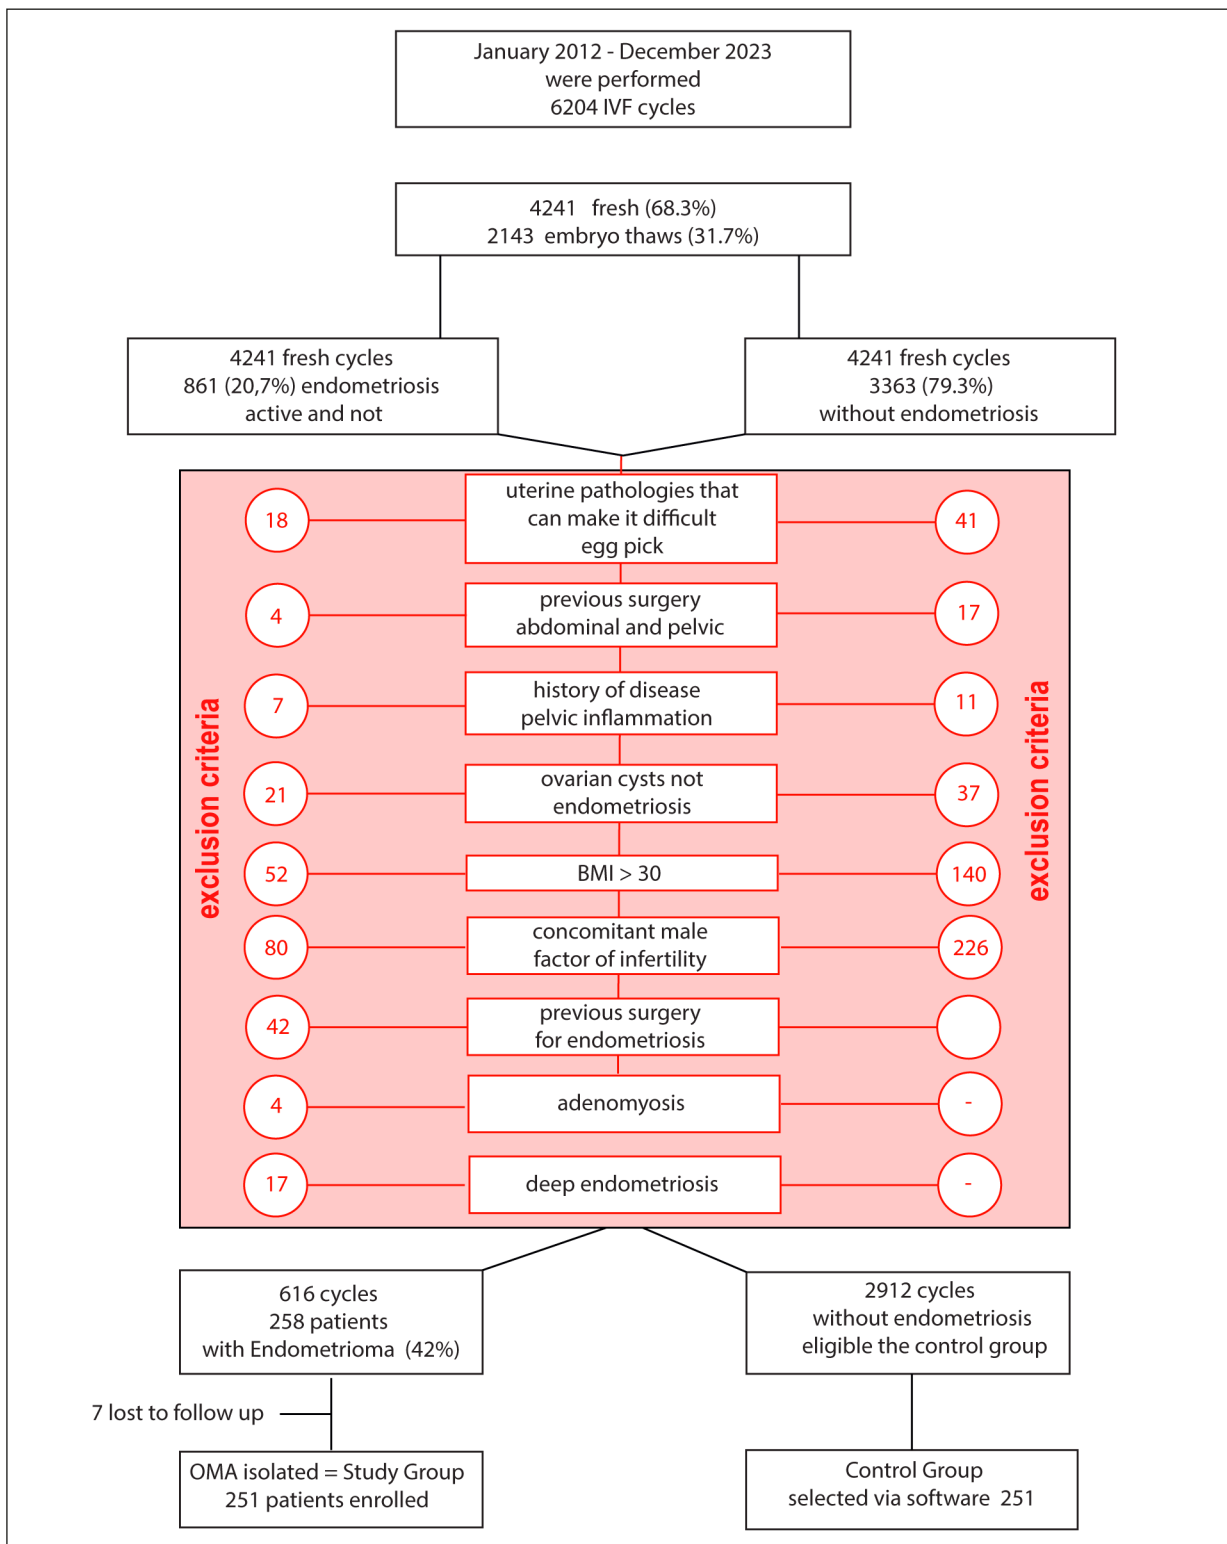 January 2012 - December 2023
were performed
6204 IVF cycles
4241 fresh (68.3%)
2143 embryo thaws (31.7%)
4241 fresh cycles
861 (20,7%) endometriosis
active and not
4241 fresh cycles
3363 (79.3%)
without endometriosis
exclusion criteria
exclusion criteria
18
uterine pathologies that
can make it difficult
egg pick
41
4
previous surgery
abdominal and pelvic
17
7
history of disease
pelvic inflammation
11
21
ovarian cysts not
endometriosis
37
52
BMI > 30
140
80
concomitant male
factor of infertility
226
42
previous surgery
for endometriosis
4
adenomyosis
-
17
deep endometriosis
-
616 cycles
258 patients
with Endometrioma (42%)
2912 cycles
without endometriosis
eligible the control group
7 lost to follow up
OMA isolated = Study Group
251 patients enrolled
Control Group
selected via software 251